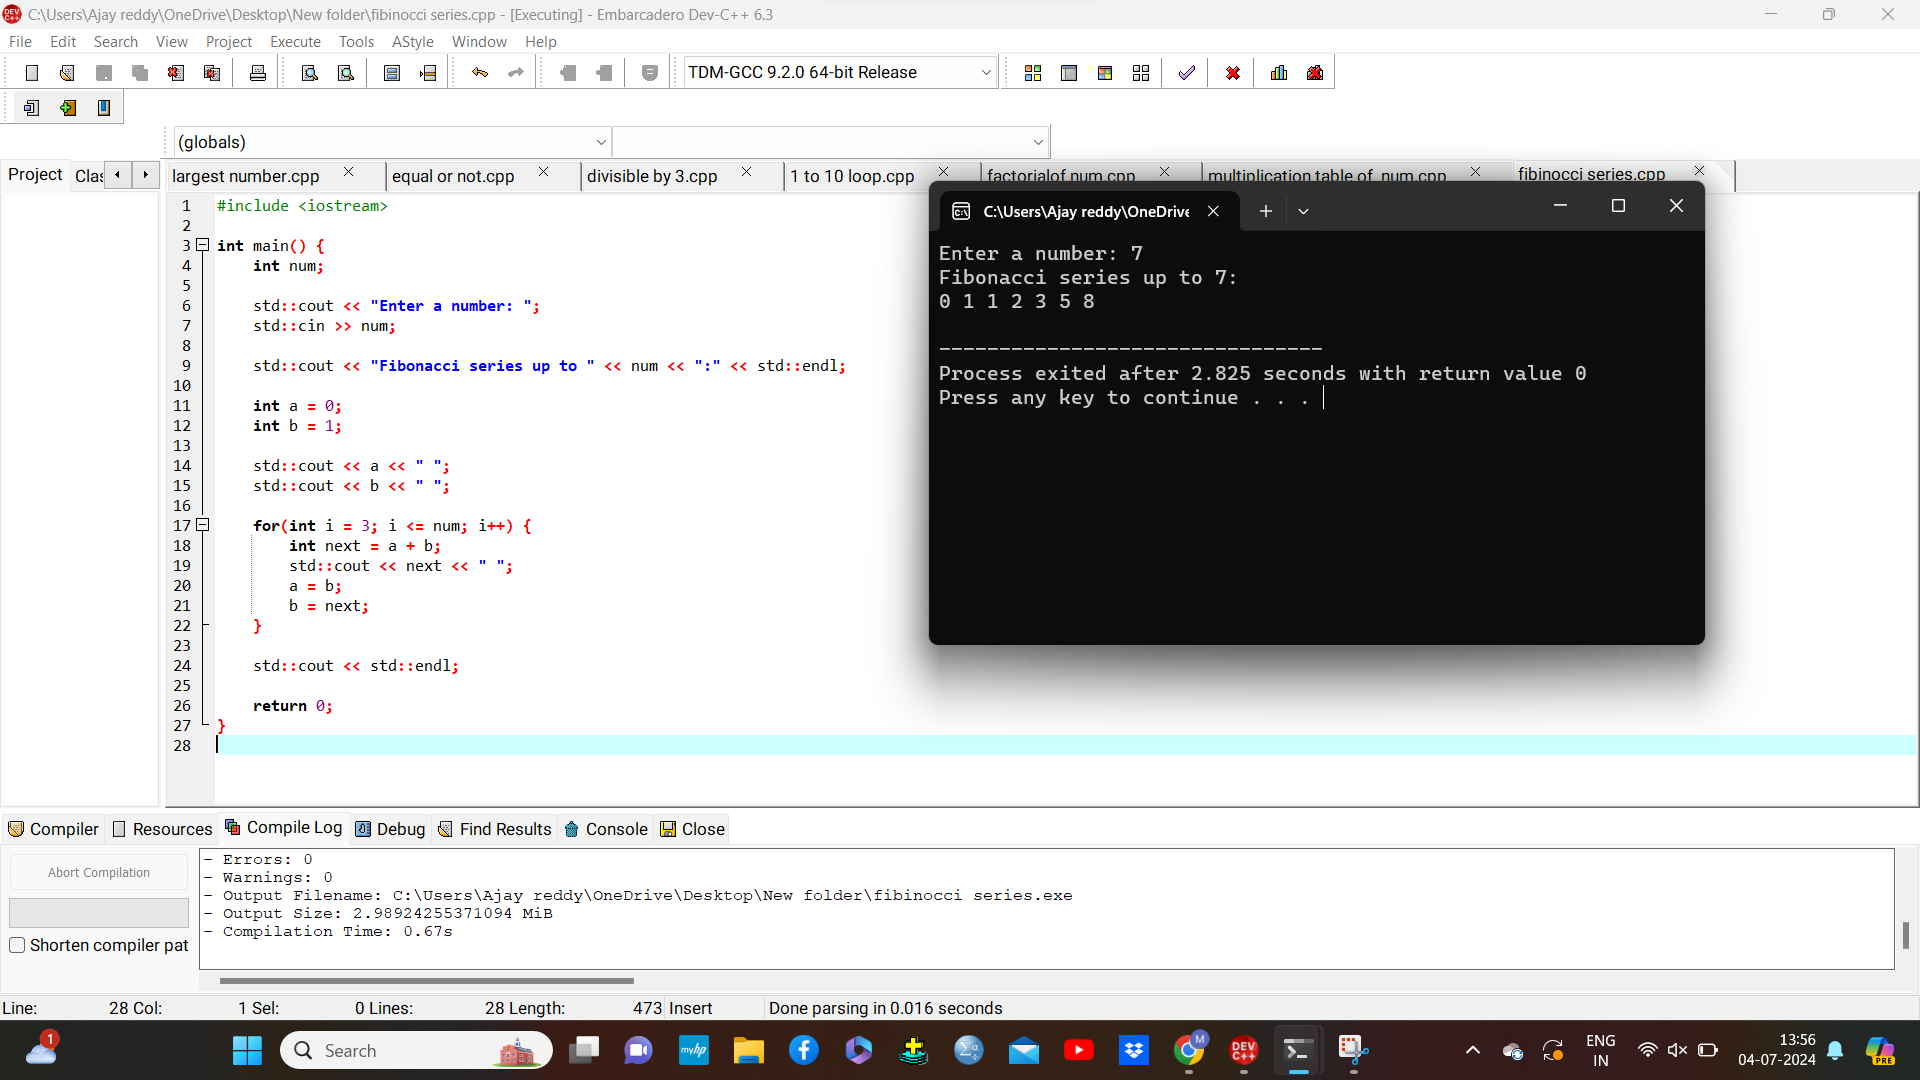 C:\Users\Ajay reddy\OneDrive\Desktop\New folder\fibinocci series.cpp - [Executing] - Embarcadero Dev-C++ 6.3
File Edit Search View Project Execute Tools AStyle Window Help
TDM-GCC 9.2.0 64-bit Release
(globals)
Project Clas
largest number.cpp equal or not.cpp divisible by 3.cpp 1 to 10 loop.cpp factorialof num.cpp multiplication table of num.cpp fibinocci series.cpp
1 #include <iostream>
2
3 int main() {
4 int num;
5
6 std::cout << "Enter a number: ";
7 std::cin >> num;
8
9 std::cout << "Fibonacci series up to " << num << ":" << std::endl;
10
11 int a = 0;
12 int b = 1;
13
14 std::cout << a << " ";
15 std::cout << b << " ";
16
17 for(int i = 3; i <= num; i++) {
18 int next = a + b;
19 std::cout << next << " ";
20 a = b;
21 b = next;
22 }
23
24 std::cout << std::endl;
25
26 return 0;
27 }
28
C:\Users\Ajay reddy\OneDrive
Enter a number: 7
Fibonacci series up to 7:
0 1 1 2 3 5 8
--------------------------------
Process exited after 2.825 seconds with return value 0
Press any key to continue . . .
Compiler Resources Compile Log Debug Find Results Console Close
Abort Compilation
Shorten compiler pat
- Errors: 0
- Warnings: 0
- Output Filename: C:\Users\Ajay reddy\OneDrive\Desktop\New folder\fibinocci series.exe
- Output Size: 2.98924255371094 MiB
- Compilation Time: 0.67s
Line: 28 Col: 1 Sel: 0 Lines: 28 Length: 473 Insert Done parsing in 0.016 seconds
1
Search
myhp
M
DEV C++
ENG
IN
13:56
04-07-2024
PRE